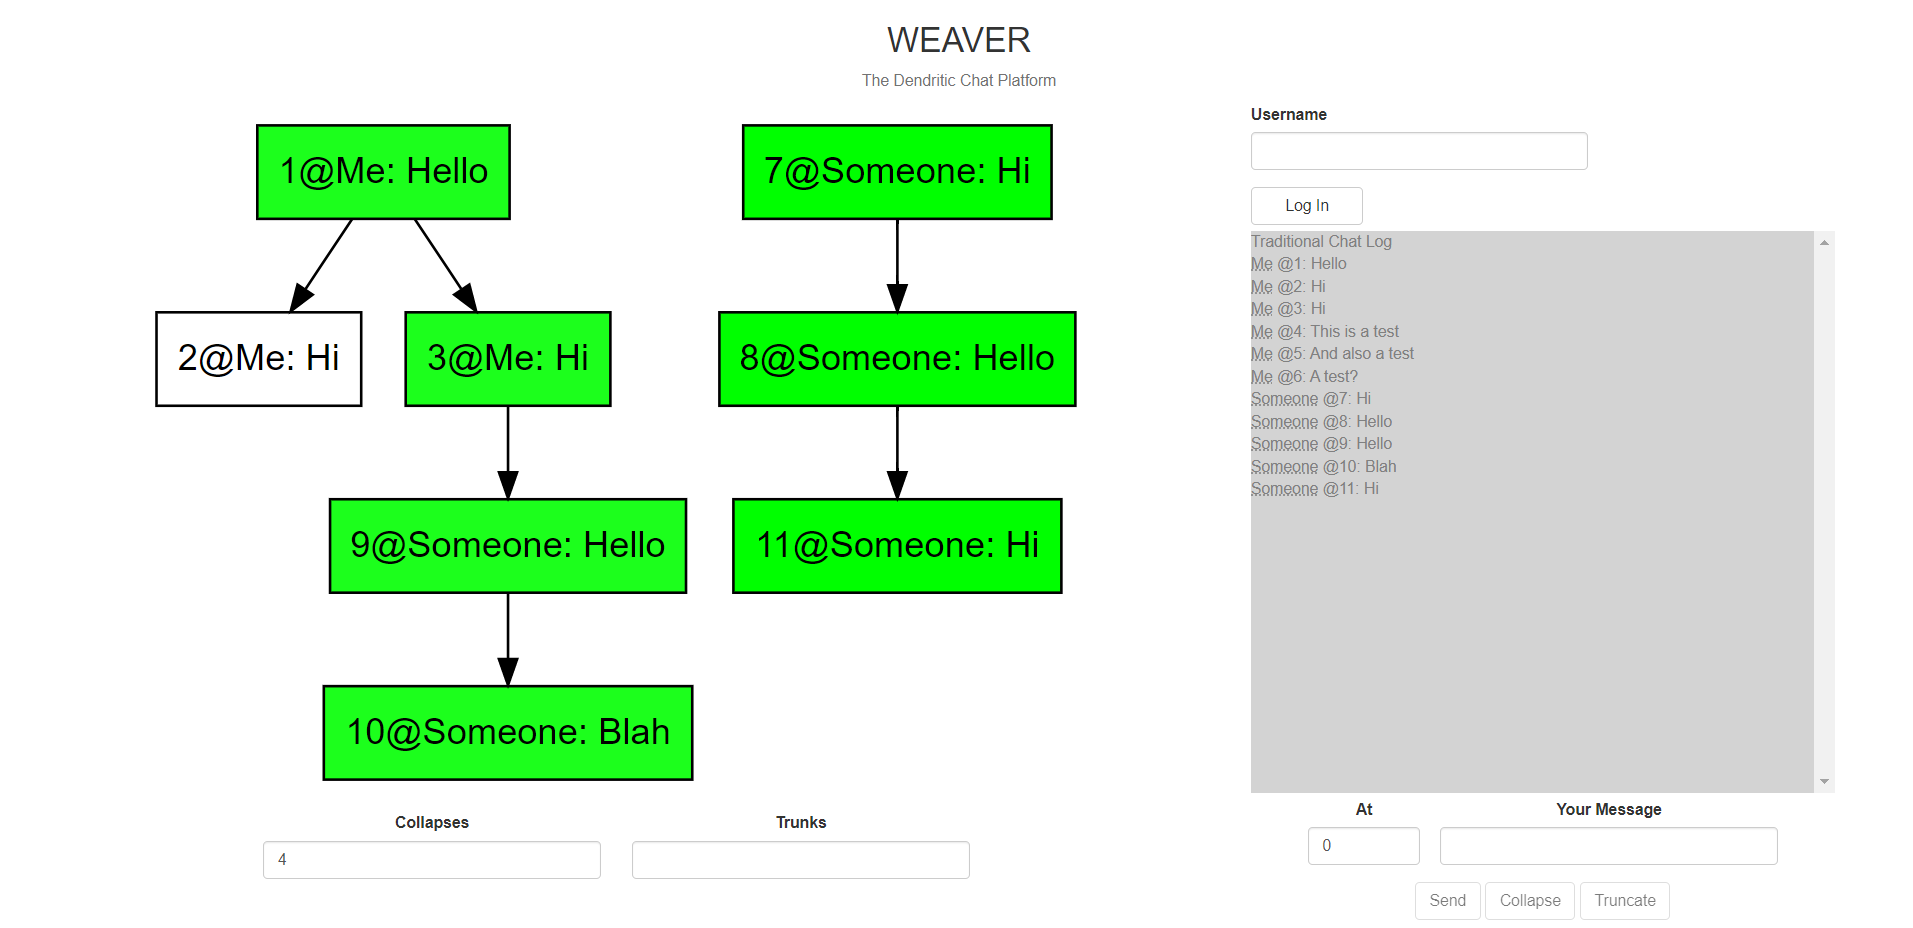 WEAVER
The Dendritic Chat Platform
1@Me: Hello
7@Someone: Hi
2@Me: Hi
3@Me: Hi
8@Someone: Hello
9@Someone: Hello
11@Someone: Hi
10@Someone: Blah
Collapses
Trunks
4
Username
Log In
Traditional Chat Log
Me @1: Hello
Me @2: Hi
Me @3: Hi
Me @4: This is a test
Me @5: And also a test
Me @6: A test?
Someone @7: Hi
Someone @8: Hello
Someone @9: Hello
Someone @10: Blah
Someone @11: Hi
At
Your Message
0
Send
Collapse
Truncate